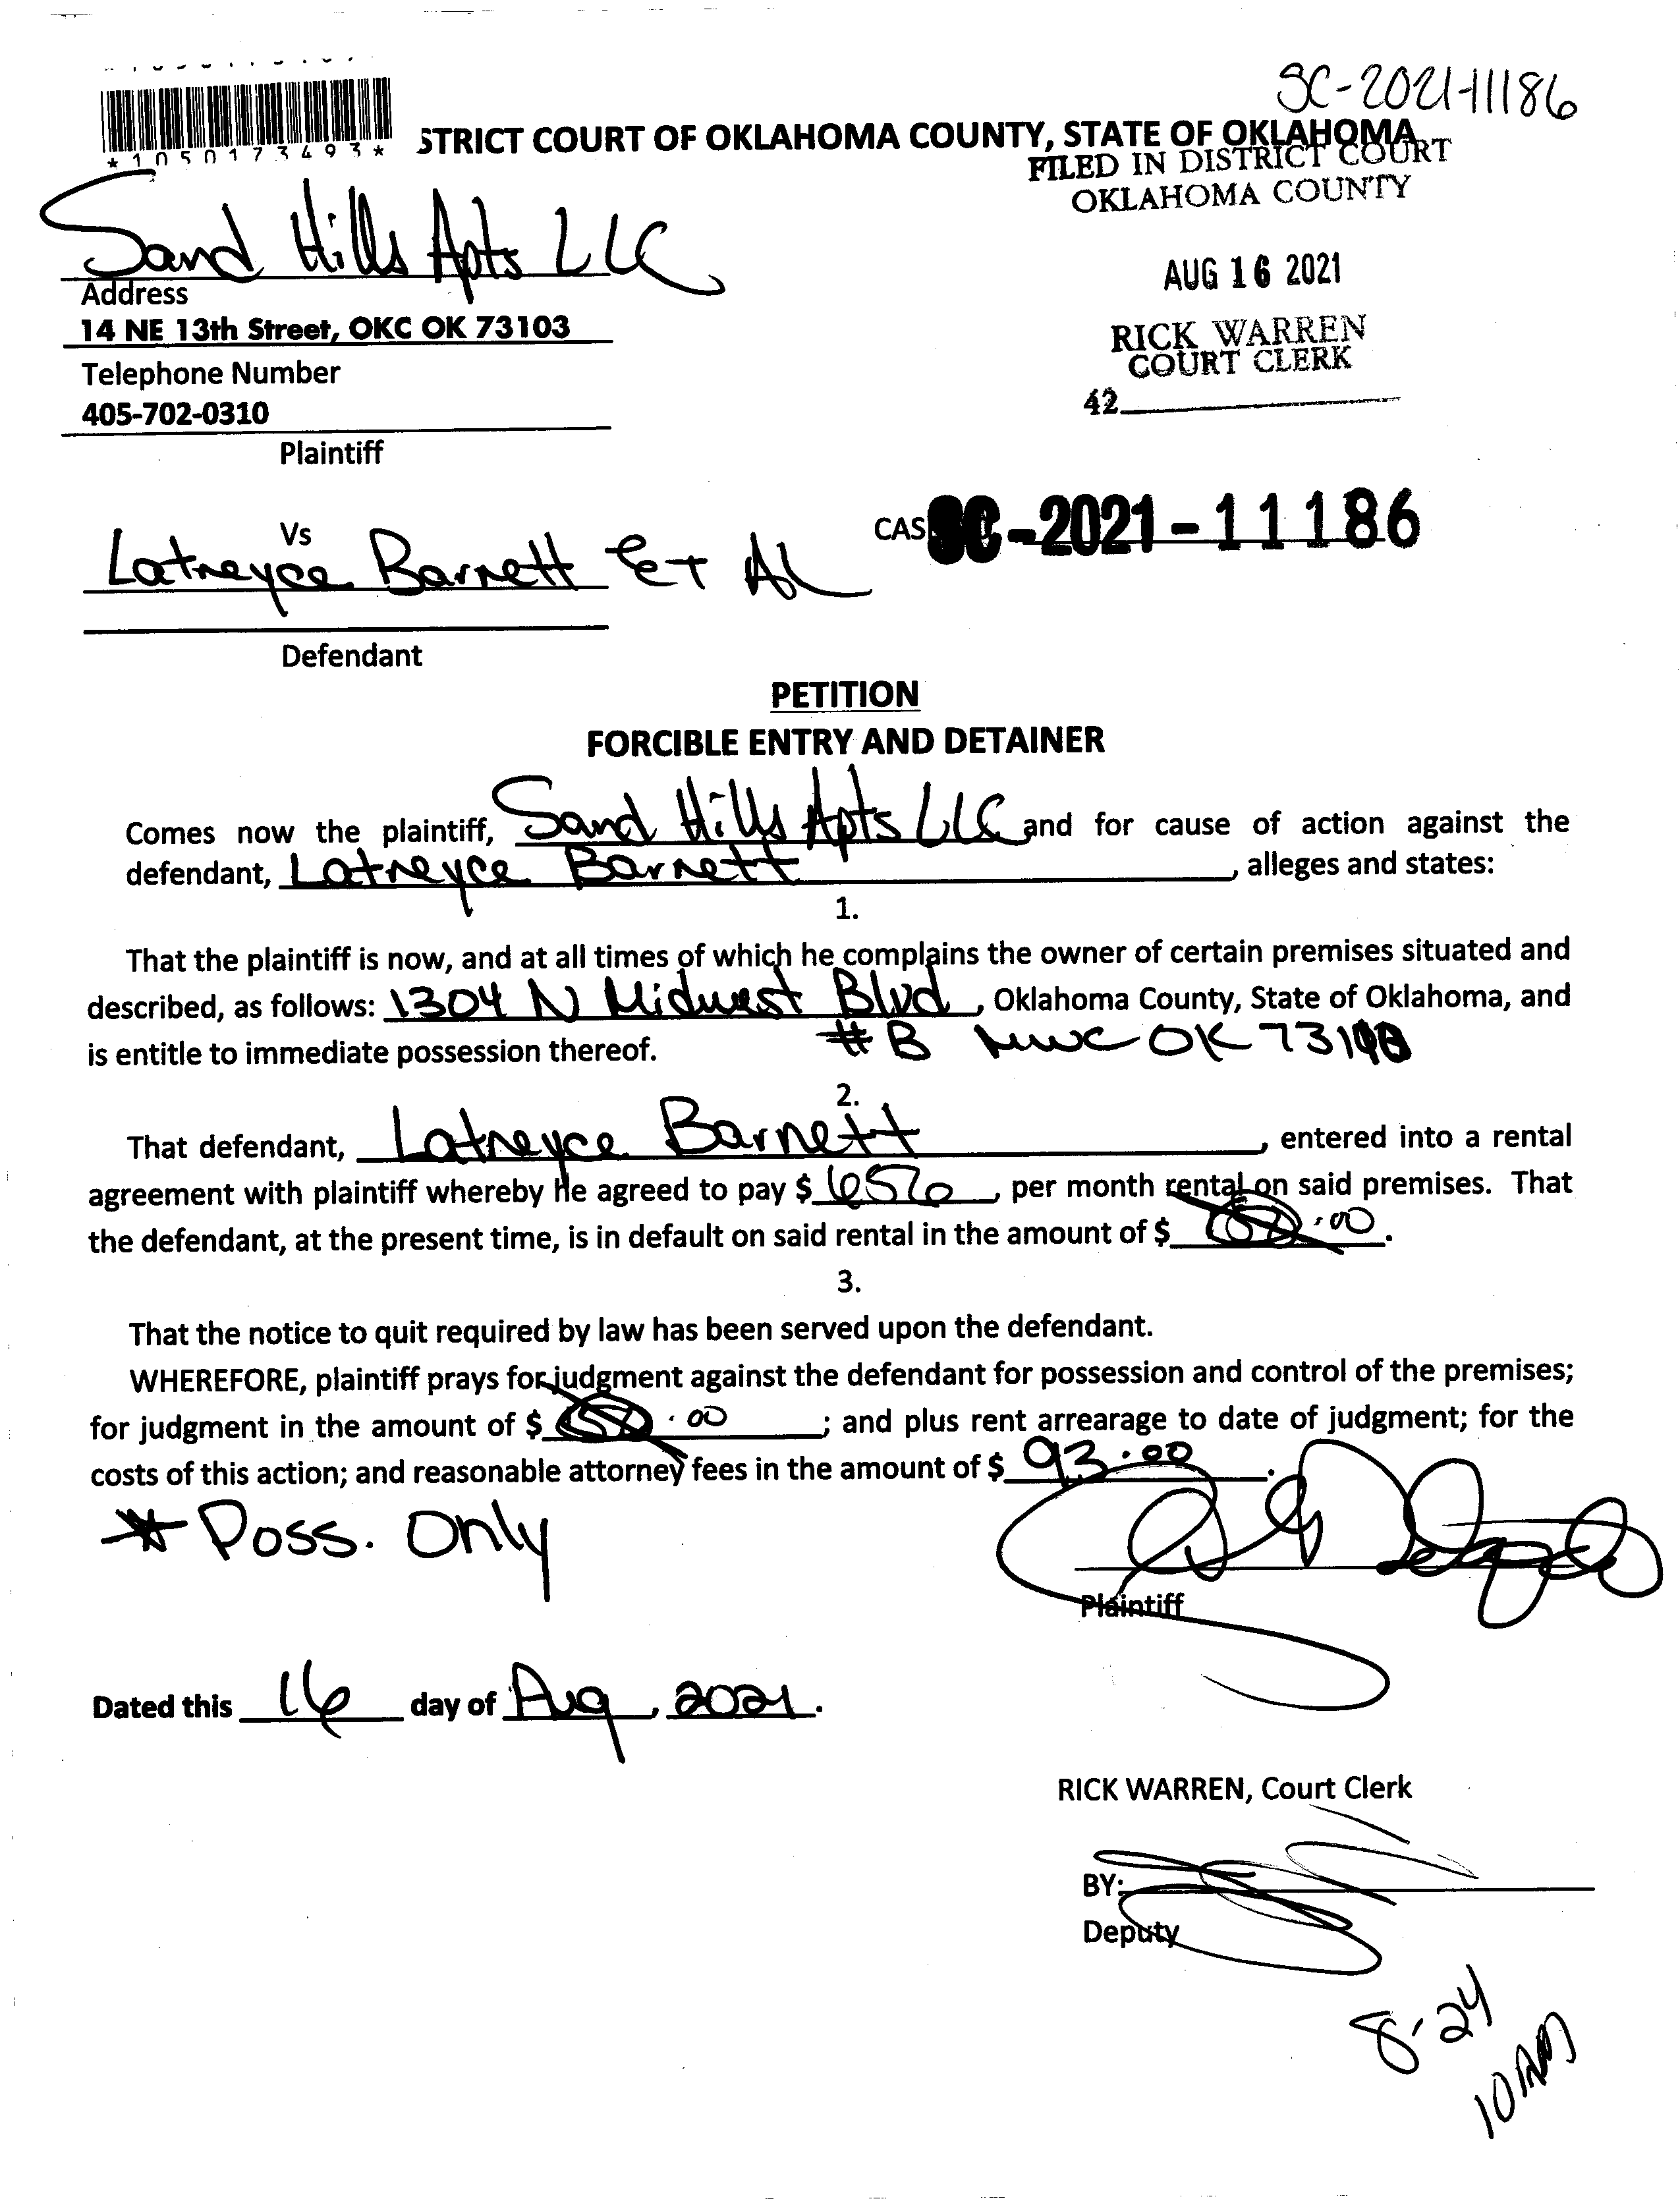 SC-2021-11186
*1050173493*
STRICT COURT OF OKLAHOMA COUNTY, STATE OF OKLAHOMA
FILED IN DISTRICT COURT
OKLAHOMA COUNTY
Sand Hills Apts LLC
AUG 16 2021
Address
14 NE 13th Street, OKC OK 73103
RICK WARREN
COURT CLERK
Telephone Number
42
405-702-0310
Plaintiff
Vs
CAS SC-2021-11186
Latreyce Barnett Et Al
Defendant
PETITION
FORCIBLE ENTRY AND DETAINER
Comes now the plaintiff, Sand Hills Apts LLC and for cause of action against the
defendant, Latreyce Barnett, alleges and states:
1.
That the plaintiff is now, and at all times of which he complains the owner of certain premises situated and
described, as follows: 1304 N Midwest Blvd, Oklahoma County, State of Oklahoma, and
is entitle to immediate possession thereof. #B MWC OK
2.
That defendant, Latreyce Barnett, entered into a rental
agreement with plaintiff whereby he agreed to pay $ 656, per month rental on said premises. That
the defendant, at the present time, is in default on said rental in the amount of $ .00.
3.
That the notice to quit required by law has been served upon the defendant.
WHEREFORE, plaintiff prays for judgment against the defendant for possession and control of the premises;
for judgment in the amount of $ .00; and plus rent arrearage to date of judgment; for the
costs of this action; and reasonable attorney fees in the amount of $ 93.00.
* Poss. Only
Plaintiff
Dated this 16 day of Aug, 2021.
RICK WARREN, Court Clerk
BY:
Deputy
8-24
10 AM